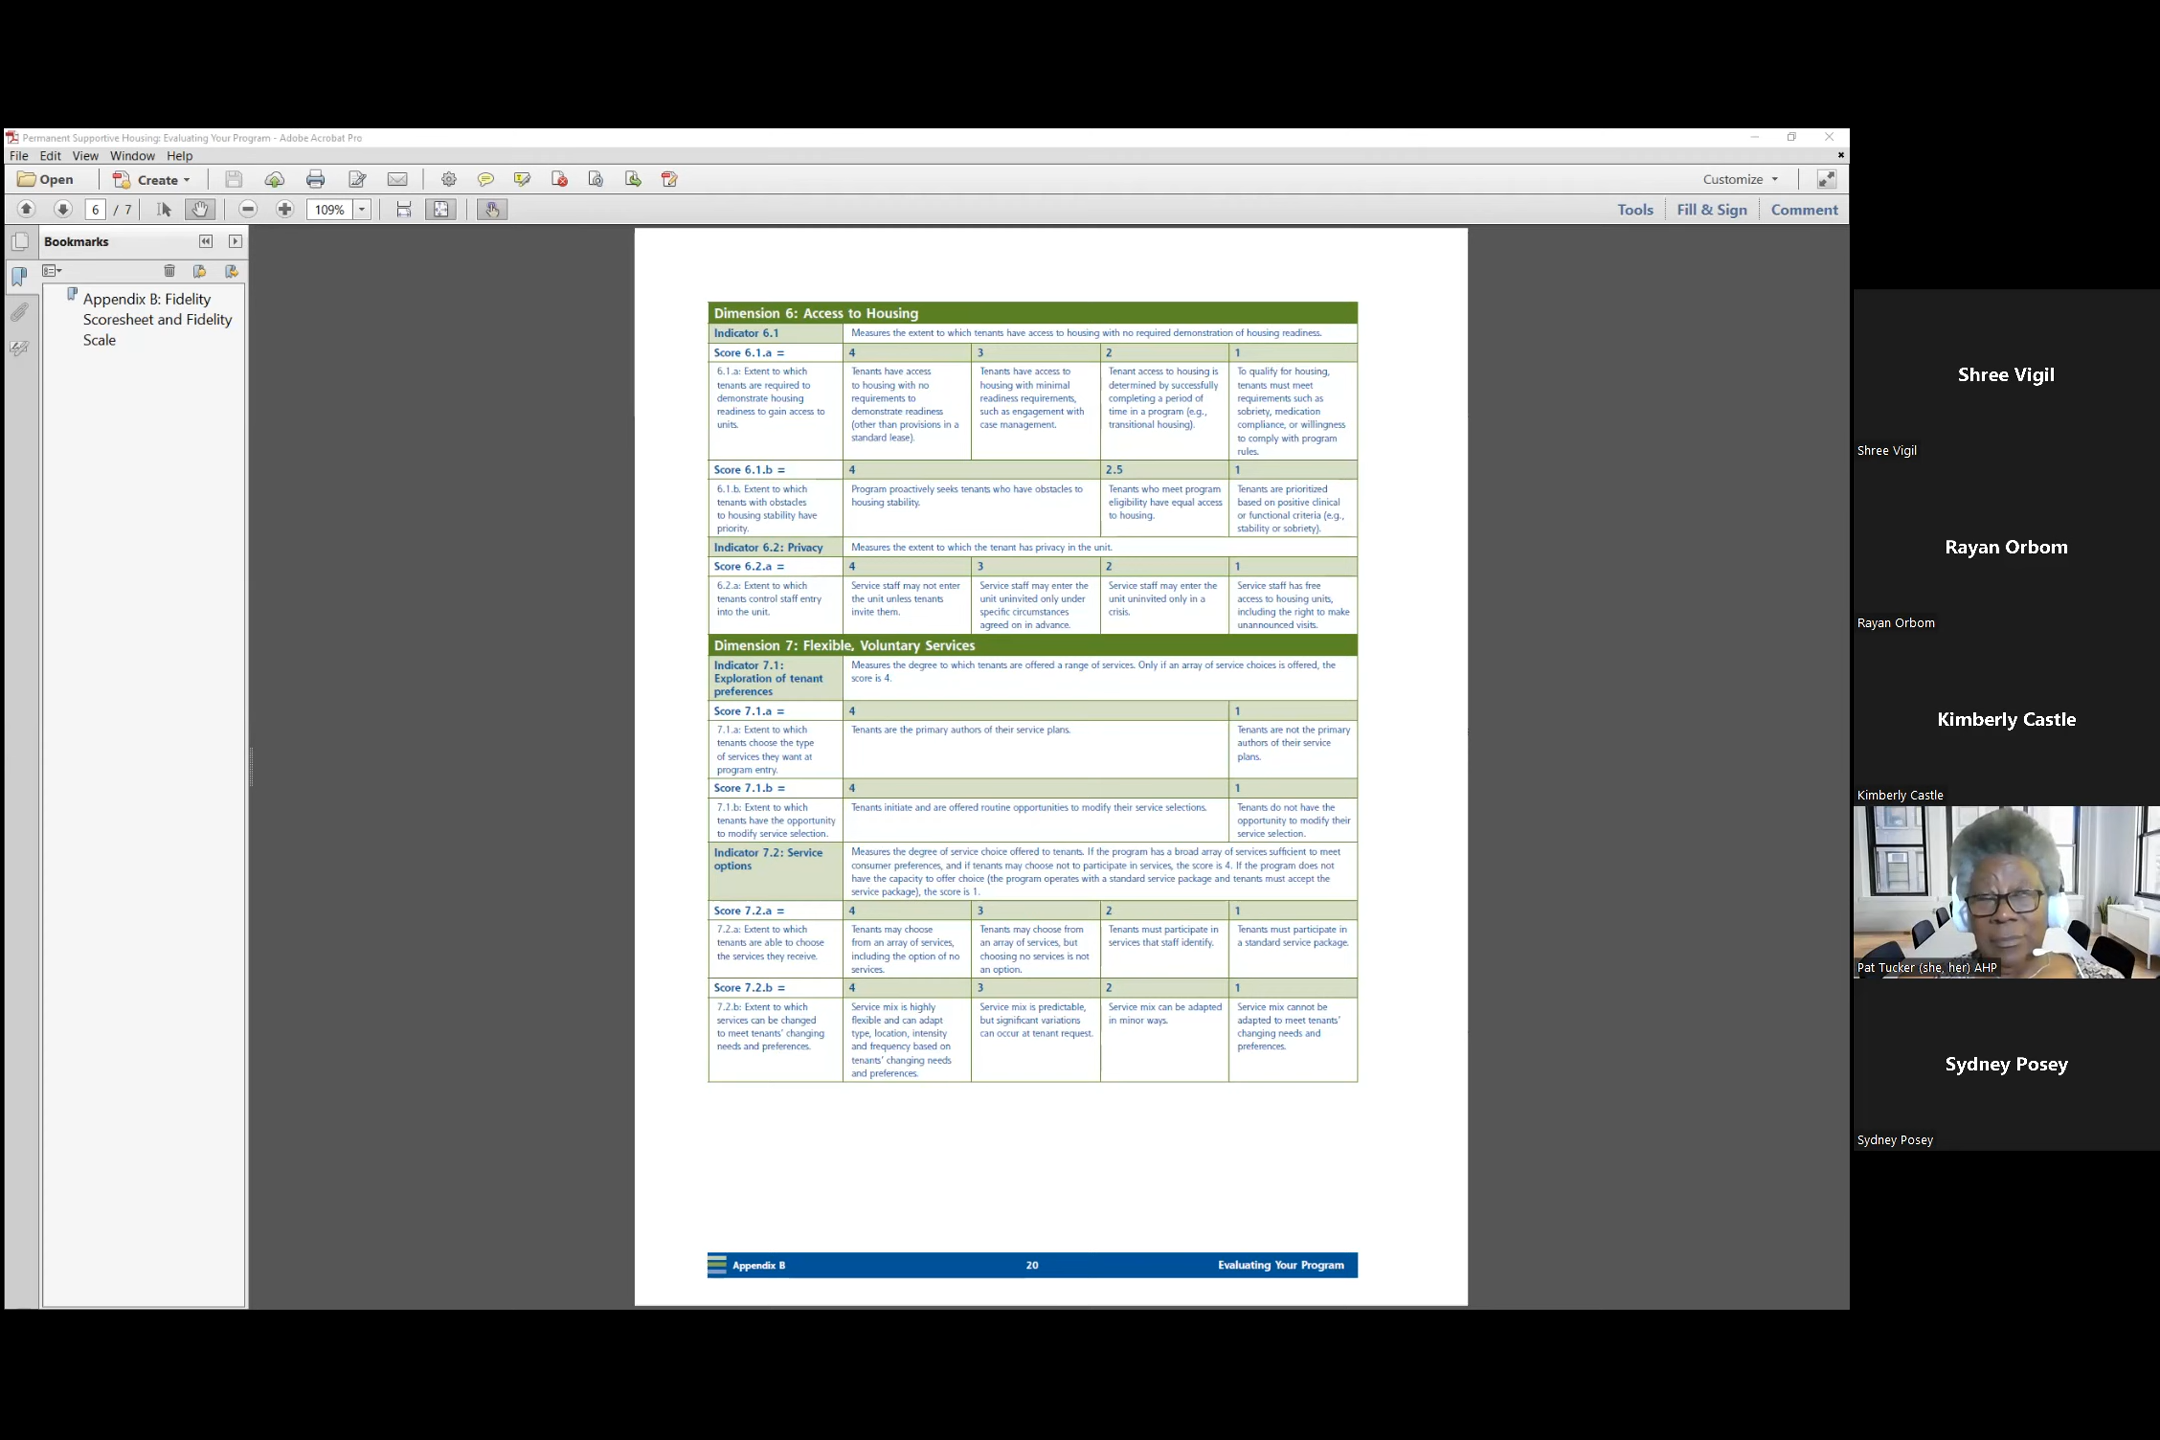 Permanent Supportive Housing: Evaluating Your Program - Adobe Acrobat Pro
File Edit View Window Help
Open Create Customize
6 / 7 109% Tools Fill & Sign Comment
Bookmarks
Appendix B: Fidelity
Scoresheet and Fidelity
Scale
Dimension 6: Access to Housing
Indicator 6.1 Measures the extent to which tenants have access to housing with no required demonstration of housing readiness.
Score 6.1.a = 4 3 2 1
6.1.a: Extent to which
tenants are required to
demonstrate housing
readiness to gain access to
units.
Tenants have access
to housing with no
requirements to
demonstrate readiness
(other than provisions in a
standard lease).
Tenants have access to
housing with minimal
readiness requirements,
such as engagement with
case management.
Tenant access to housing is
determined by successfully
completing a period of
time in a program (e.g.,
transitional housing).
To qualify for housing,
tenants must meet
requirements such as
sobriety, medication
compliance, or willingness
to comply with program
rules.
Score 6.1.b = 4 2.5 1
6.1.b. Extent to which
tenants with obstacles
to housing stability have
priority.
Program proactively seeks tenants who have obstacles to
housing stability.
Tenants who meet program
eligibility have equal access
to housing.
Tenants are prioritized
based on positive clinical
or functional criteria (e.g.,
stability or sobriety).
Indicator 6.2: Privacy Measures the extent to which the tenant has privacy in the unit.
Score 6.2.a = 4 3 2 1
6.2.a: Extent to which
tenants control staff entry
into the unit.
Service staff may not enter
the unit unless tenants
invite them.
Service staff may enter the
unit uninvited only under
specific circumstances
agreed on in advance.
Service staff may enter the
unit uninvited only in a
crisis.
Service staff has free
access to housing units,
including the right to make
unannounced visits.
Dimension 7: Flexible, Voluntary Services
Indicator 7.1:
Exploration of tenant
preferences
Measures the degree to which tenants are offered a range of services. Only if an array of service choices is offered, the
score is 4.
Score 7.1.a = 4 1
7.1.a: Extent to which
tenants choose the type
of services they want at
program entry.
Tenants are the primary authors of their service plans.
Tenants are not the primary
authors of their service
plans.
Score 7.1.b = 4 1
7.1.b: Extent to which
tenants have the opportunity
to modify service selection.
Tenants initiate and are offered routine opportunities to modify their service selections.
Tenants do not have the
opportunity to modify their
service selection.
Indicator 7.2: Service
options
Measures the degree of service choice offered to tenants. If the program has a broad array of services sufficient to meet
consumer preferences, and if tenants may choose not to participate in services, the score is 4. If the program does not
have the capacity to offer choice (the program operates with a standard service package and tenants must accept the
service package), the score is 1.
Score 7.2.a = 4 3 2 1
7.2.a: Extent to which
tenants are able to choose
the services they receive.
Tenants may choose
from an array of services,
including the option of no
services.
Tenants may choose from
an array of services, but
choosing no services is not
an option.
Tenants must participate in
services that staff identify.
Tenants must participate in
a standard service package.
Score 7.2.b = 4 3 2 1
7.2.b: Extent to which
services can be changed
to meet tenants' changing
needs and preferences.
Service mix is highly
flexible and can adapt
type, location, intensity
and frequency based on
tenants' changing needs
and preferences.
Service mix is predictable,
but significant variations
can occur at tenant request.
Service mix can be adapted
in minor ways.
Service mix cannot be
adapted to meet tenants'
changing needs and
preferences.
Appendix B 20 Evaluating Your Program
Shree Vigil
Shree Vigil
Rayan Orbom
Rayan Orbom
Kimberly Castle
Kimberly Castle
Pat Tucker (she, her) AHP
Sydney Posey
Sydney Posey